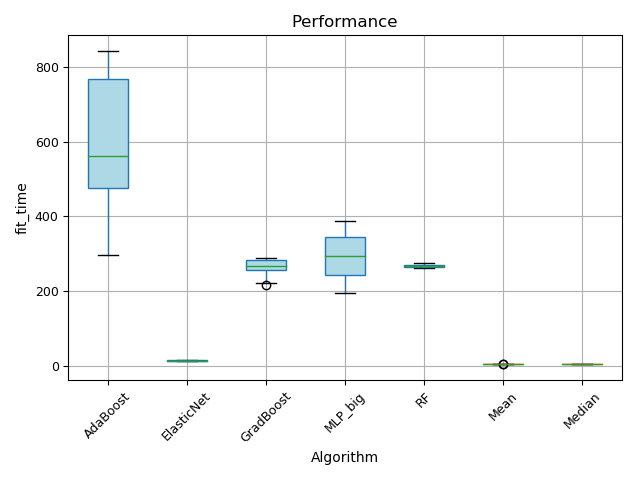 Performance
800
600
400
200
0
fit_time
AdaBoost
ElasticNet
GradBoost
MLP_big
RF
Mean
Median
Algorithm